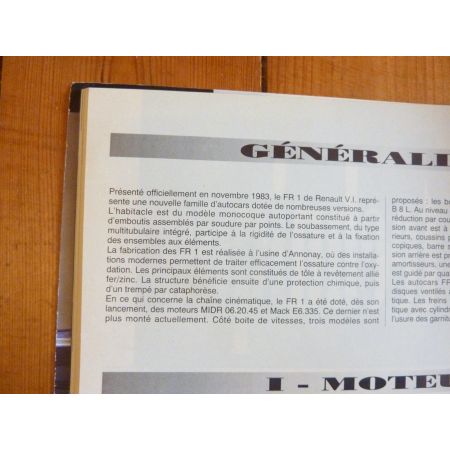 GÉNÉRALI
Présenté officiellement en novembre 1983, le FR 1 de Renault V.I. repré-
sente une nouvelle famille d'autocars dotée de nombreuses versions.
L'habitacle est du modèle monocoque autoportant constitué à partir
d'emboutis assemblés par soudure par points. Le soubassement, du type
multitubulaire intégré, participe à la rigidité de l'ossature et à la fixation
des ensembles aux éléments.
La fabrication des FR 1 est réalisée à l'usine d'Annonay, où des installa-
tions modernes permettent de traiter efficacement l'ossature contre l'oxy-
dation. Les principaux éléments sont constitués de tôle à revêtement allié
fer/zinc. La structure bénéficie ensuite d'une protection chimique, puis
d'un trempé par cataphorèse.
En ce qui concerne la chaîne cinématique, le FR 1 a été doté, dès son
lancement, des moteurs MIDR 06.20.45 et Mack E6.335. Ce dernier n'est
plus monté actuellement. Côté boite de vitesses, trois modèles sont
proposés : les bo
B 8 L. Au niveau
réduction par cour
sion avant est à
rieurs, coussins p
copiques, barre s
sion arrière est pr
amortisseurs, une
est guidé par qua
Les autocars FF
disques ventilés a
tique. Les freins
tique avec cylindr
l'usure des garnit
I - MOTEU